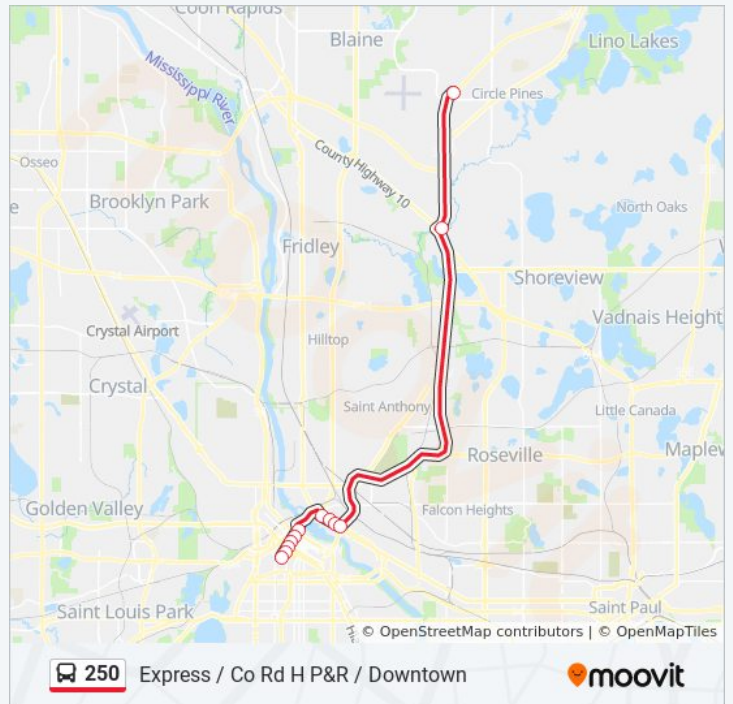 Coon Rapids
Blaine
Lino Lakes
Mississippi River
Circle Pines
County Highway 10
Osseo
Brooklyn Park
North Oaks
Fridley
Shoreview
Vadnais Height
Crystal Airport
Hilltop
Crystal
Saint Anthony
Little Canada
Roseville
Maplew
Golden Valley
Falcon Heights
Saint Louis Park
Saint Paul
© OpenStreetMap contributors | © OpenMapTiles
250 Express / Co Rd H P&R / Downtown
moovit